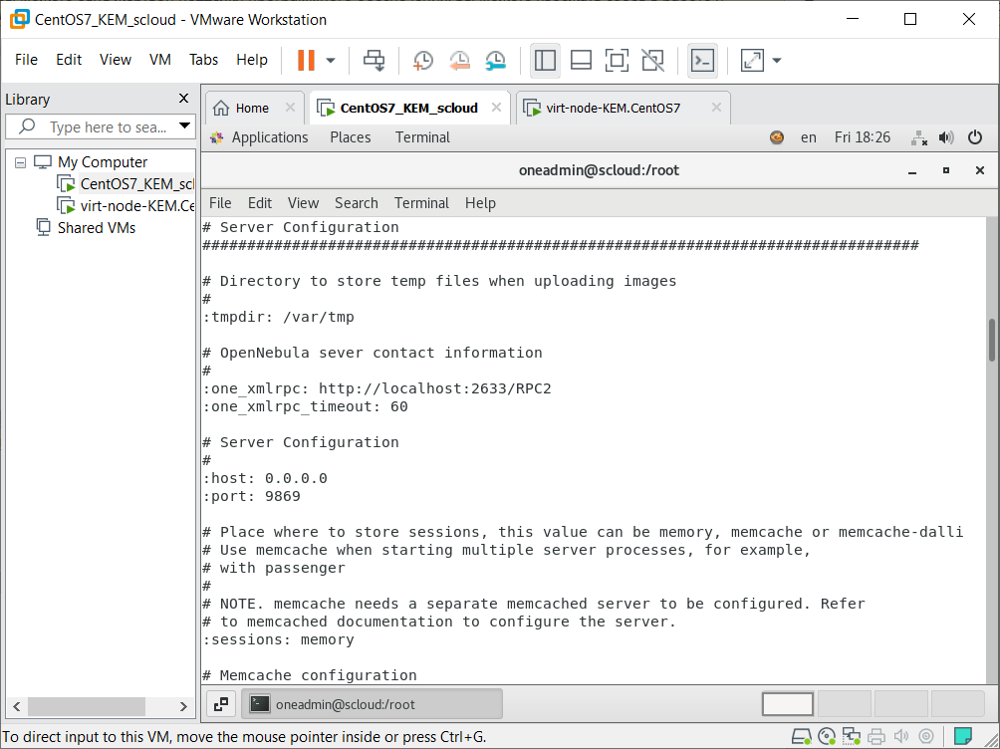 CentOS7_KEM_scloud - VMware Workstation
File Edit View VM Tabs Help
Library
Type here to sea...
My Computer
CentOS7_KEM_scl
virt-node-KEM.Ce
Shared VMs
Home
CentOS7_KEM_scloud
virt-node-KEM.CentOS7
Applications Places Terminal en Fri 18:26
oneadmin@scloud:/root
File Edit View Search Terminal Help
# Server Configuration
################################################################################
# Directory to store temp files when uploading images
#
:tmpdir: /var/tmp
# OpenNebula sever contact information
#
:one_xmlrpc: http://localhost:2633/RPC2
:one_xmlrpc_timeout: 60
# Server Configuration
#
:host: 0.0.0.0
:port: 9869
# Place where to store sessions, this value can be memory, memcache or memcache-dalli
# Use memcache when starting multiple server processes, for example,
# with passenger
#
# NOTE. memcache needs a separate memcached server to be configured. Refer
# to memcached documentation to configure the server.
:sessions: memory
# Memcache configuration
oneadmin@scloud:/root
To direct input to this VM, move the mouse pointer inside or press Ctrl+G.